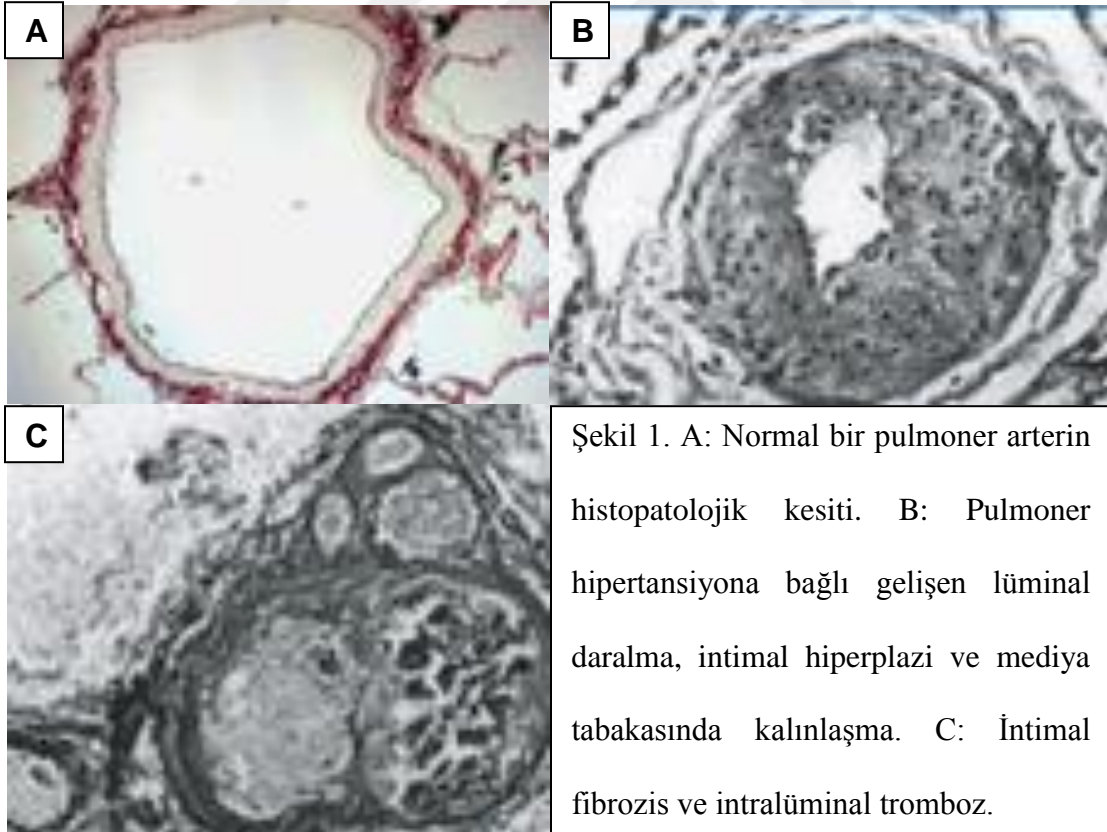 A
B
C
Şekil 1. A: Normal bir pulmoner arterin
histopatolojik kesiti. B: Pulmoner
hipertansiyona bağlı gelişen lüminal
daralma, intimal hiperplazi ve mediya
tabakasında kalınlaşma. C: İntimal
fibrozis ve intralüminal tromboz.